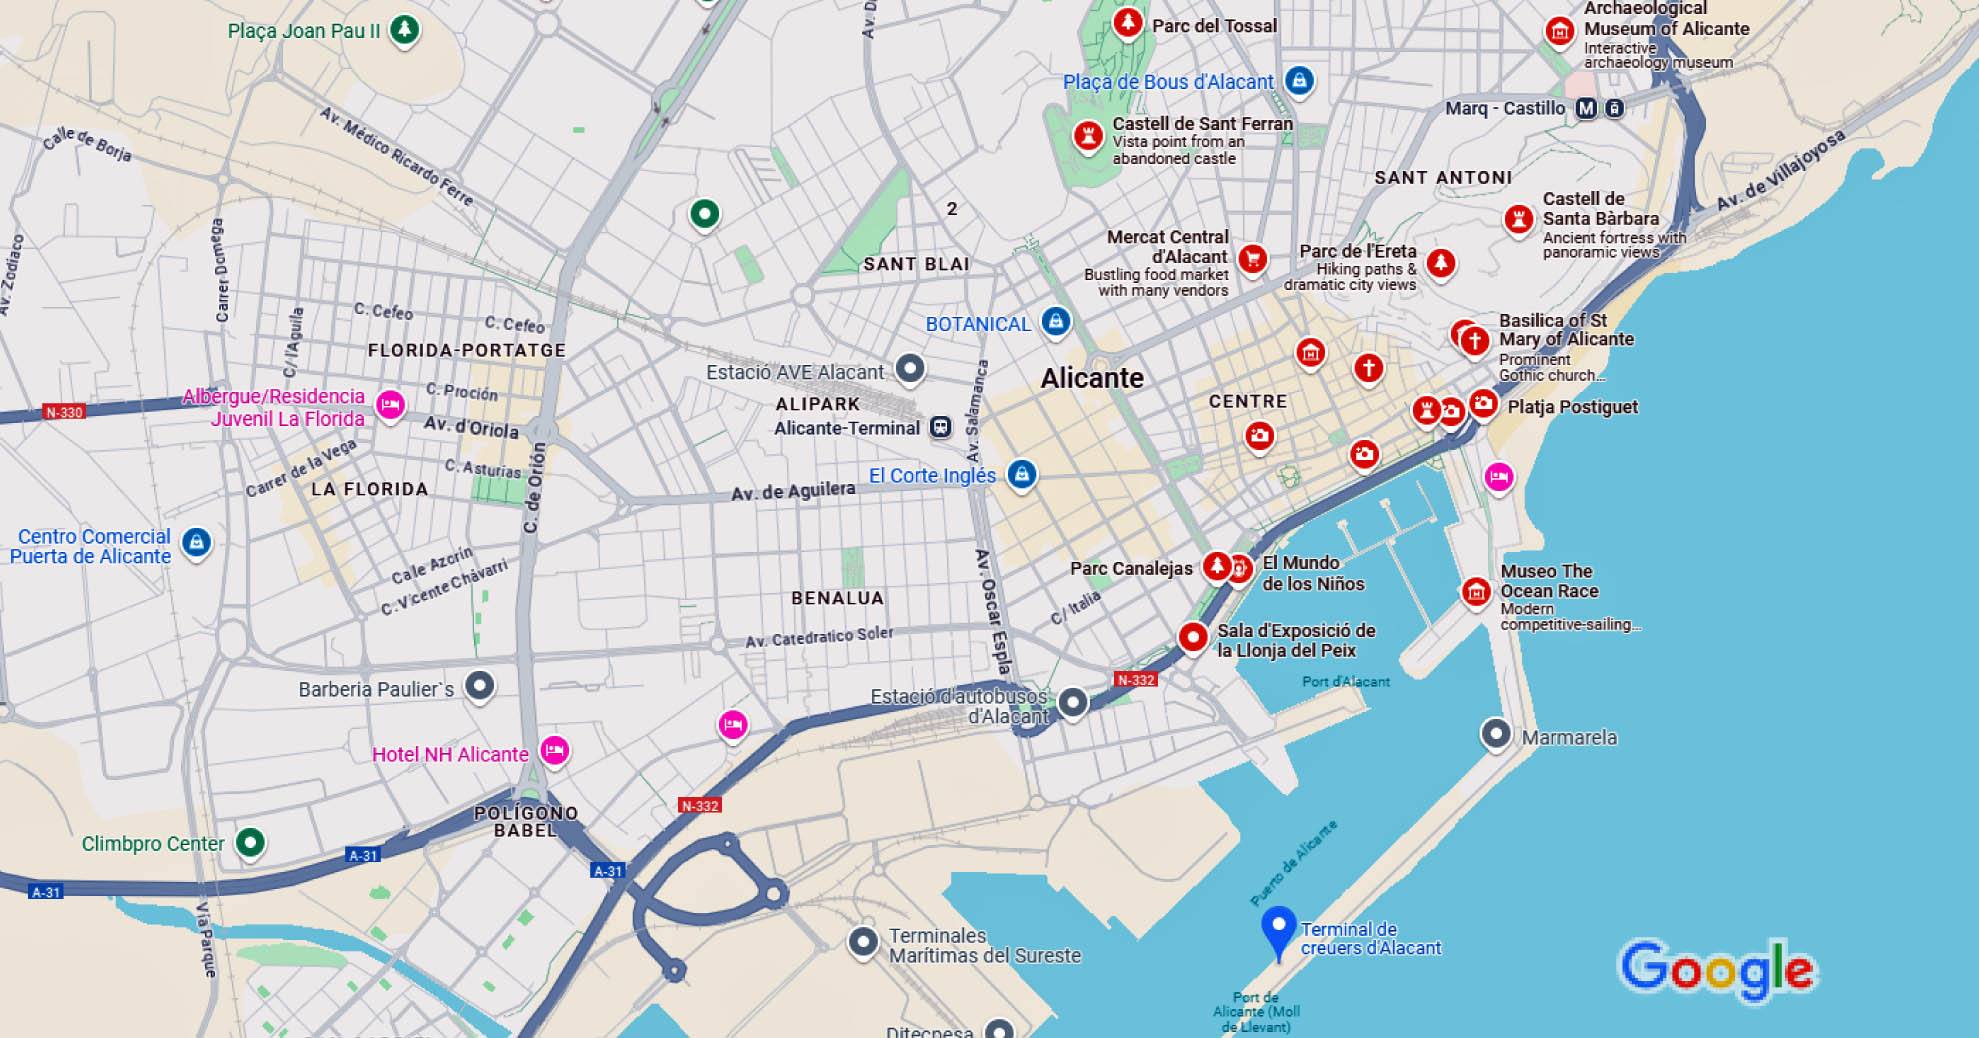 Archaeological
Museum of Alicante
Interactive
archaeology museum
Plaça Joan Pau II
Parc del Tossal
Plaça de Bous d'Alacant
Marq - Castillo
M
Av. Médico Ricardo Ferre
Calle de Borja
Castell de Sant Ferran
Vista point from an
abandoned castle
SANT ANTONI
Av. de Villajoyosa
Castell de
Santa Bàrbara
Ancient fortress with
panoramic views
2
Mercat Central
d'Alacant
Bustling food market
with many vendors
Parc de l'Ereta
Hiking paths &
dramatic city views
SANT BLAI
Av. Zodiaco
Carrer Donega
C. Cefeo
C. Cefeo
C/ l'Aguila
BOTANICAL
Basilica of St
Mary of Alicante
Prominent
Gothic church...
FLORIDA-PORTATGE
Estació AVE Alacant
Alicante
Av. Salamanca
C. Proción
Albergue/Residencia
Juvenil La Florida
N-330
ALIPARK
Alicante-Terminal
CENTRE
Platja Postiguet
Av. d'Oriola
Carrer de la Vega
C. Asturias
LA FLORIDA
C. de Orión
Av. de Aguilera
El Corte Inglés
Centro Comercial
Puerta de Alicante
Cale Azorín
C. Vicente Chávarri
Av. Oscar Espla
Parc Canalejas
El Mundo
de los Niños
Museo The
Ocean Race
Modern
competitive-sailing...
BENALUA
C/ Italia
Av. Catedratico Soler
Sala d'Exposició de
la Llonja del Peix
N-332
Port d'Alacant
Barberia Paulier`s
Estació d'autobusos
d'Alacant
Marmarela
Hotel NH Alicante
N-332
POLÍGONO
BABEL
Climbpro Center
A-31
A-31
A-31
Puerto de Alicante
Vía Parque
Terminales
Marítimas del Sureste
Terminal de
creuers d'Alacant
Google
Port de
Alicante (Moll
de Llevant)
Ditecpesa